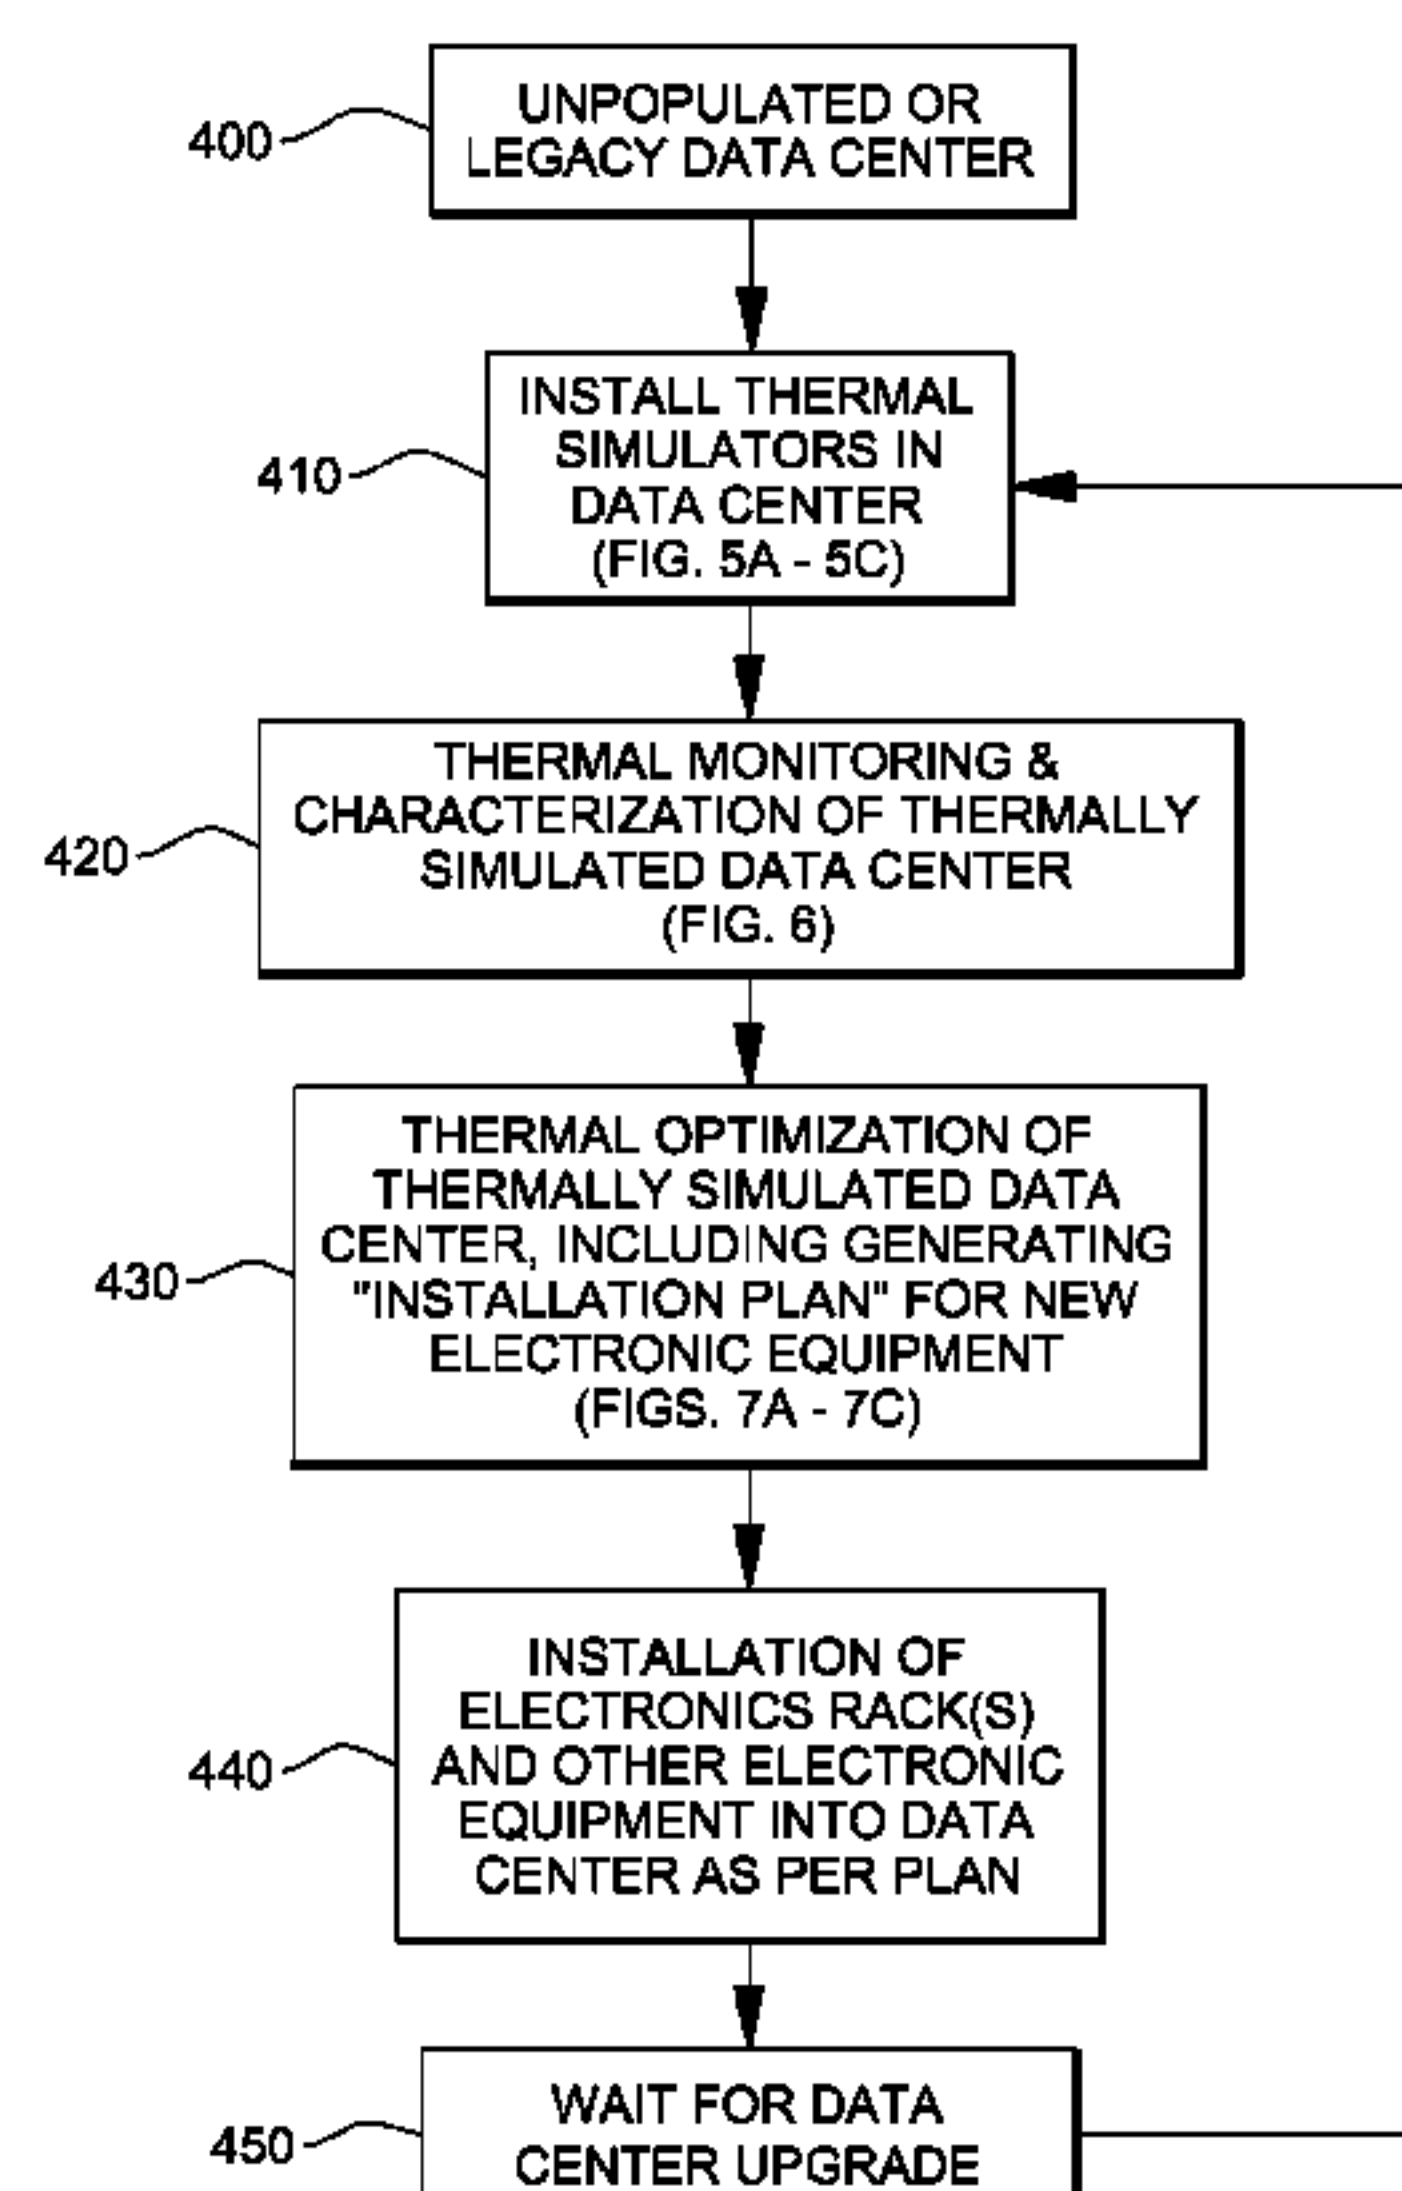 400
UNPOPULATED OR
LEGACY DATA CENTER
410
INSTALL THERMAL
SIMULATORS IN
DATA CENTER
(FIG. 5A - 5C)
420
THERMAL MONITORING &
CHARACTERIZATION OF THERMALLY
SIMULATED DATA CENTER
(FIG. 6)
430
THERMAL OPTIMIZATION OF
THERMALLY SIMULATED DATA
CENTER, INCLUDING GENERATING
"INSTALLATION PLAN" FOR NEW
ELECTRONIC EQUIPMENT
(FIGS. 7A - 7C)
440
INSTALLATION OF
ELECTRONICS RACK(S)
AND OTHER ELECTRONIC
EQUIPMENT INTO DATA
CENTER AS PER PLAN
450
WAIT FOR DATA
CENTER UPGRADE